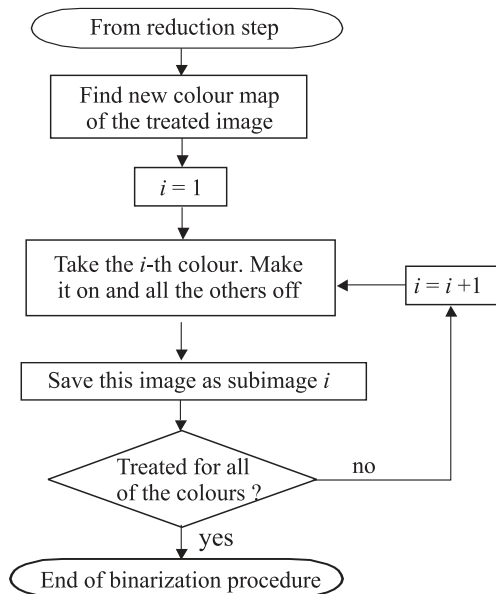 From reduction step
Find new colour map
of the treated image
i = 1
Take the i-th colour. Make
it on and all the others off
i = i +1
Save this image as subimage i
Treated for all
of the colours ?
no
yes
End of binarization procedure